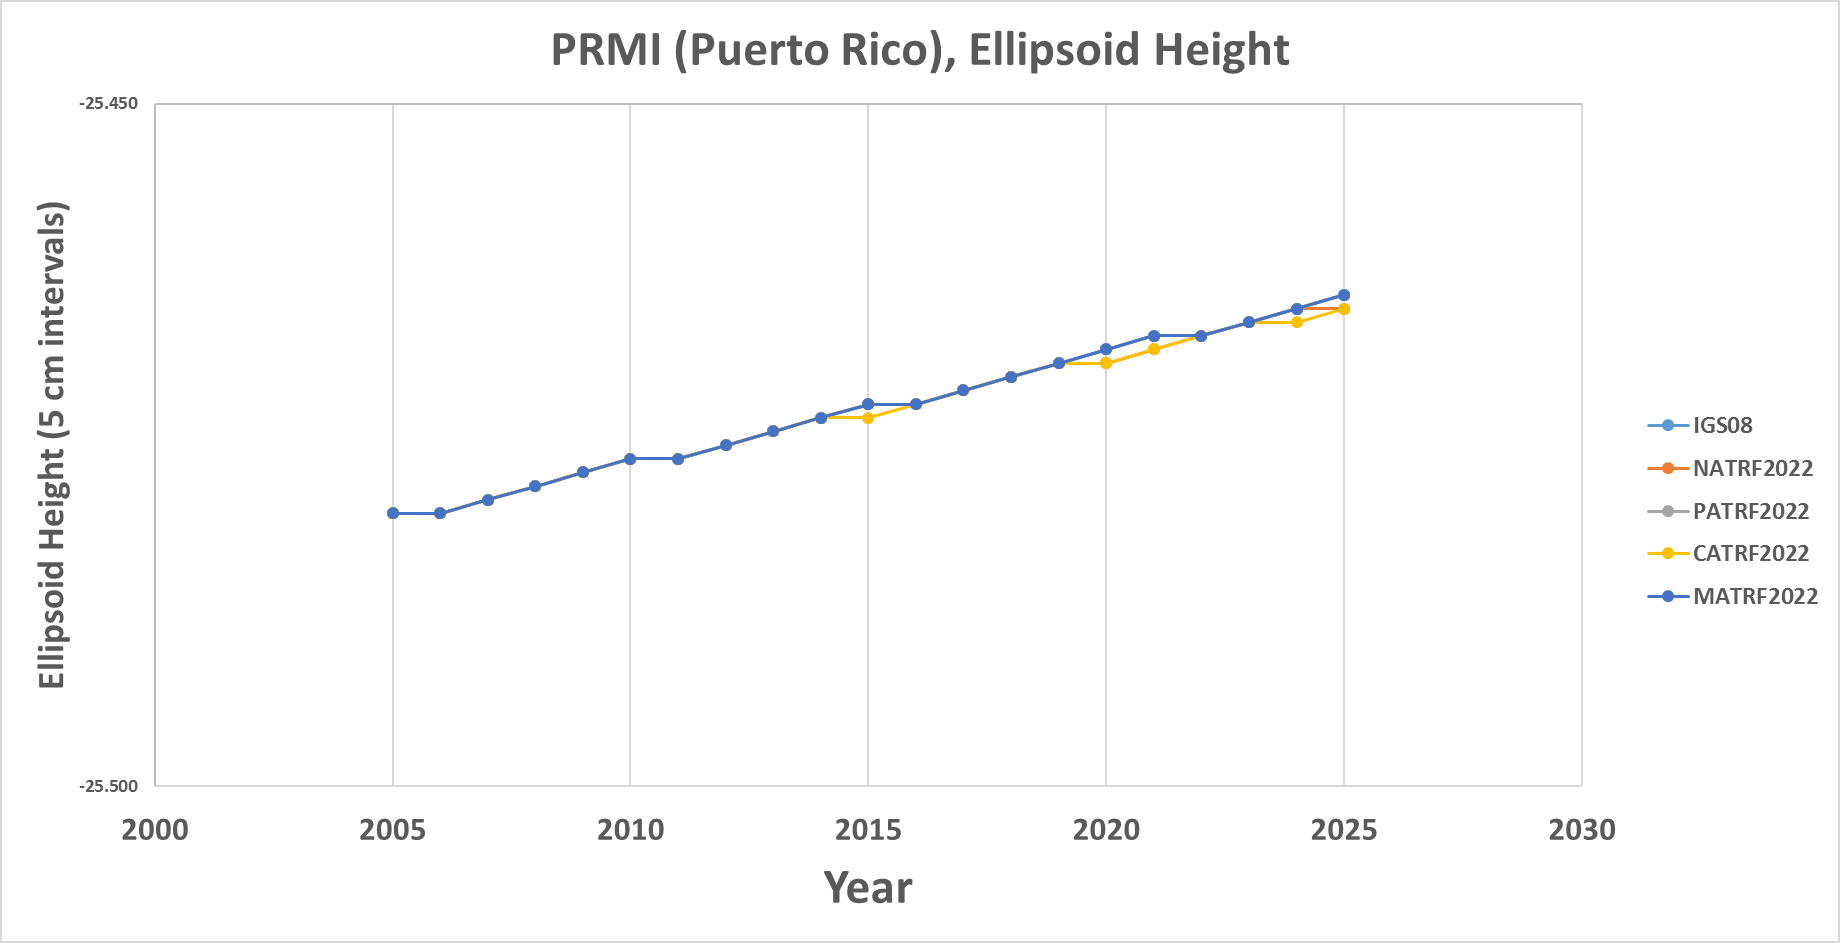 PRMI (Puerto Rico), Ellipsoid Height
-25.450
Ellipsoid Height (5 cm intervals)
IGS08
NATRF2022
PATRF2022
CATRF2022
MATRF2022
-25.500
2000 2005 2010 2015 2020 2025 2030
Year